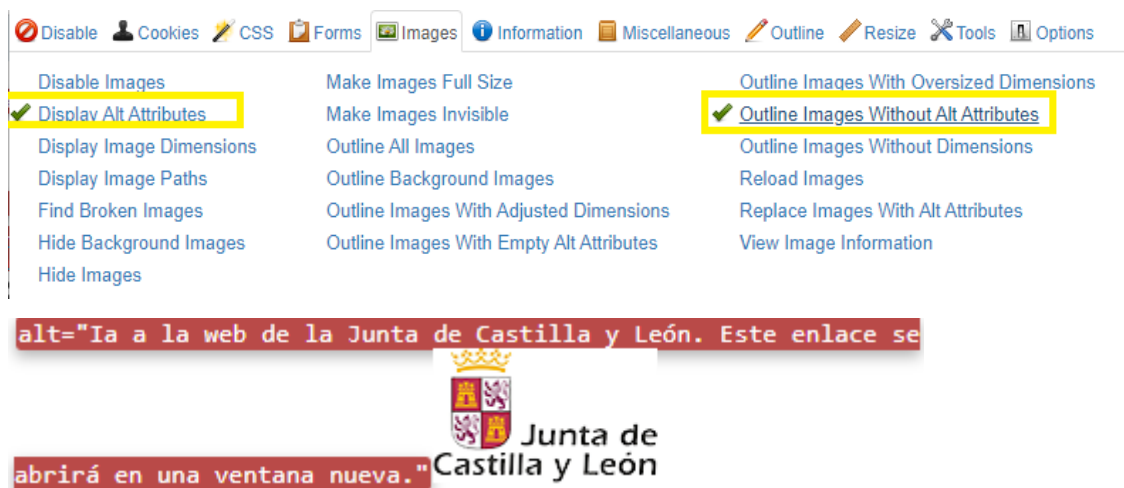 Disable Cookies CSS Forms Images Information Miscellaneous Outline Resize Tools Options
Disable Images Make Images Full Size Outline Images With Oversized Dimensions
Display Alt Attributes Make Images Invisible Outline Images Without Alt Attributes
Display Image Dimensions Outline All Images Outline Images Without Dimensions
Display Image Paths Outline Background Images Reload Images
Find Broken Images Outline Images With Adjusted Dimensions Replace Images With Alt Attributes
Hide Background Images Outline Images With Empty Alt Attributes View Image Information
Hide Images
alt="Ia a la web de la Junta de Castilla y León. Este enlace se
Junta de
abrirá en una ventana nueva." Castilla y León